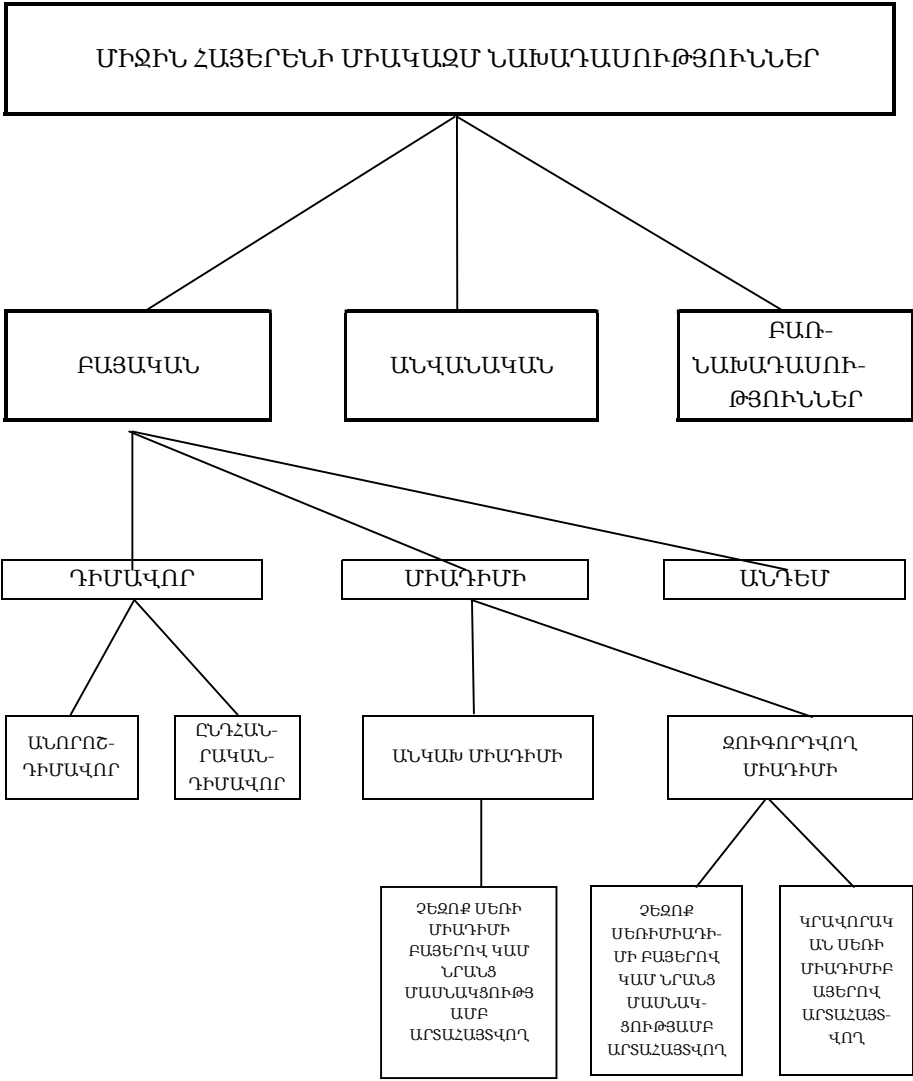 ՄԻՋԻՆ ՀԱՅԵՐԵՆԻ ՄԻԱԿԱԶՄ ՆԱԽԱԴԱՍՈՒԹՅՈՒՆՆԵՐ
ԲԱՅԱԿԱՆ
ԱՆՎԱՆԱԿԱՆ
ԲԱՌ-
ՆԱԽԱԴԱՍՈՒ-
ԹՅՈՒՆՆԵՐ
ԴԻՄԱՎՈՐ
ՄԻԱԴԻՄԻ
ԱՆԴԵՄ
ԱՆՈՐՈՇ-
ԴԻՄԱՎՈՐ
ԸՆԴՀԱՆ-
ՐԱԿԱՆ-
ԴԻՄԱՎՈՐ
ԱՆԿԱԽ ՄԻԱԴԻՄԻ
ԶՈՒԳՈՐԴՎՈՂ
ՄԻԱԴԻՄԻ
ՉԵԶՈՔ ՍԵՌԻ
ՄԻԱԴԻՄԻ
ԲԱՅԵՐՈՎ ԿԱՄ
ՆՐԱՆՑ
ՄԱՍՆԱԿՑՈՒԹՅ
ԱՄԲ
ԱՐՏԱՀԱՅՏՎՈՂ
ՉԵԶՈՔ
ՍԵՌԻՄԻԱԴԻ-
ՄԻ ԲԱՅԵՐՈՎ
ԿԱՄ ՆՐԱՆՑ
ՄԱՍՆԱԿ-
ՑՈՒԹՅԱՄԲ
ԱՐՏԱՀԱՅՏՎՈՂ
ԿՐԱՎՈՐԱԿ
ԱՆ ՍԵՌԻ
ՄԻԱԴԻՄԻԲ
ԱՅԵՐՈՎ
ԱՐՏԱՀԱՅՏ-
ՎՈՂ